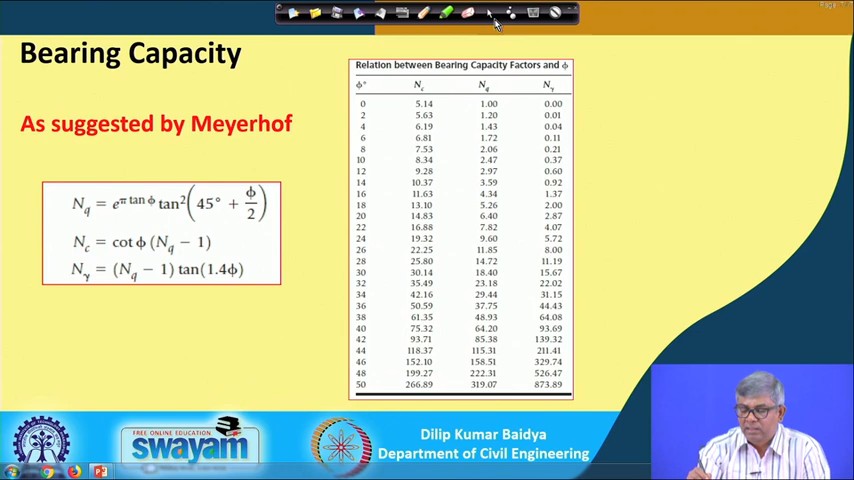 Bearing Capacity
As suggested by Meyerhof
N_q = e^{π tan ϕ} tan²(45° + ϕ/2)
N_c = cot ϕ (N_q − 1)
N_γ = (N_q − 1) tan(1.4ϕ)
Relation between Bearing Capacity Factors and ϕ
ϕ° N_c N_q N_γ
0 5.14 1.00 0.00
2 5.63 1.20 0.01
4 6.19 1.43 0.04
6 6.81 1.72 0.11
8 7.53 2.06 0.21
10 8.34 2.47 0.37
12 9.28 2.97 0.60
14 10.37 3.59 0.92
16 11.63 4.34 1.37
18 13.10 5.26 2.00
20 14.83 6.40 2.87
22 16.88 7.82 4.07
24 19.32 9.60 5.72
26 22.25 11.85 8.00
28 25.80 14.72 11.19
30 30.14 18.40 15.67
32 35.49 23.18 22.02
34 42.16 29.44 31.15
36 50.59 37.75 44.43
38 61.35 48.93 64.08
40 75.32 64.20 93.69
42 93.71 85.38 139.32
44 118.37 115.31 211.41
46 152.10 158.51 329.74
48 199.27 222.31 526.47
50 266.89 319.07 873.89
FREE ONLINE EDUCATION
swayam
Dilip Kumar Baidya
Department of Civil Engineering